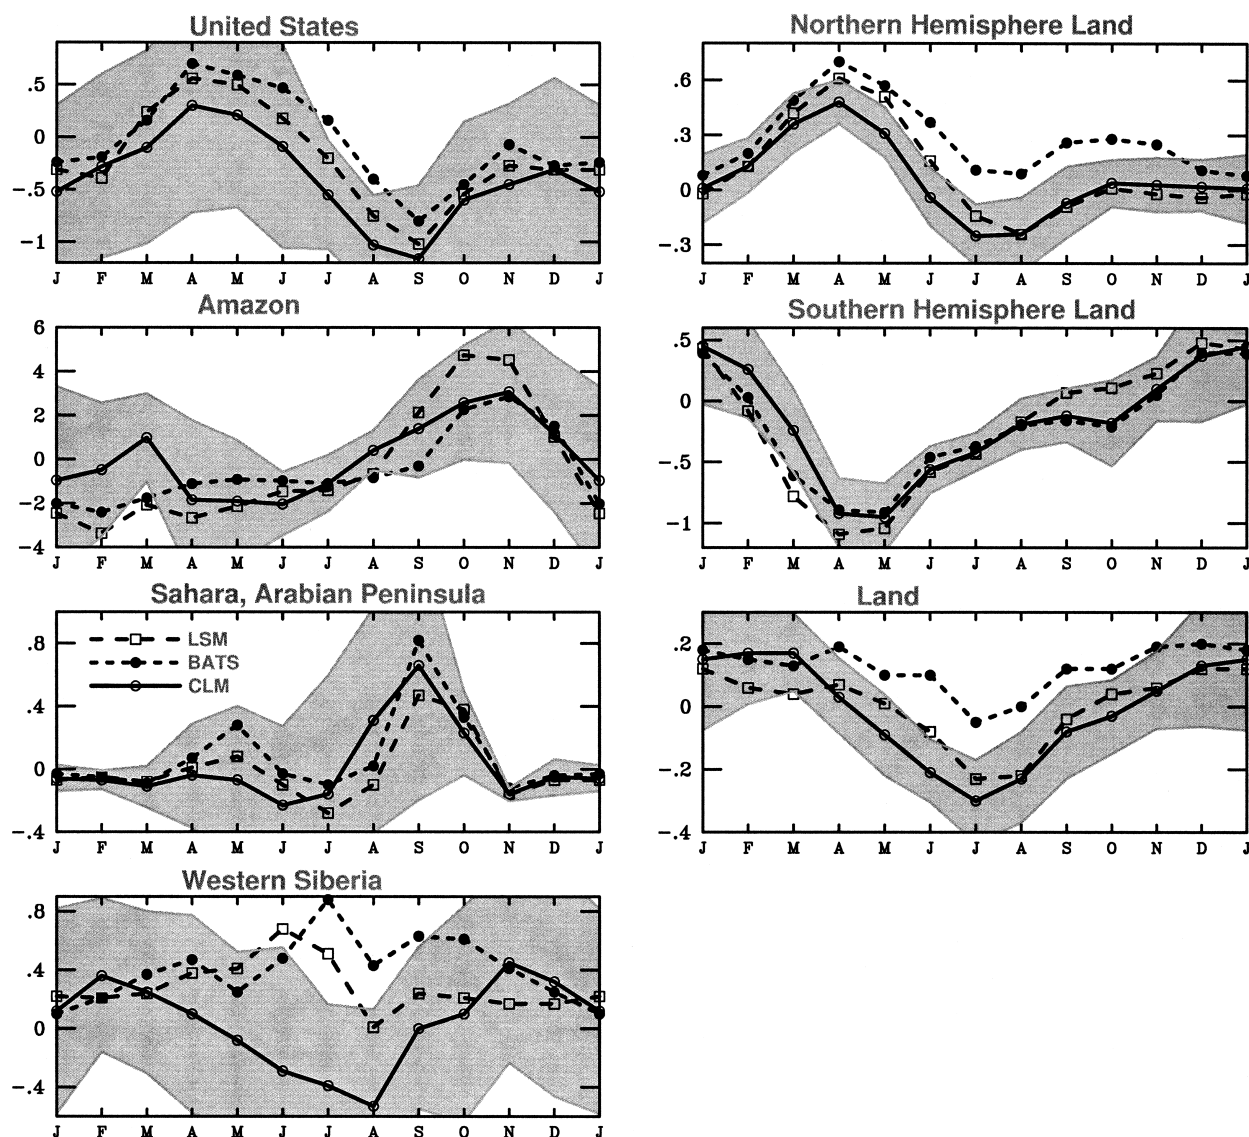 United States
.5
0
-.5
-1
J F M A M J J A S O N D J
Northern Hemisphere Land
.6
.3
0
-.3
J F M A M J J A S O N D J
Amazon
6
4
2
0
-2
-4
J F M A M J J A S O N D J
Southern Hemisphere Land
.5
0
-.5
-1
J F M A M J J A S O N D J
Sahara, Arabian Peninsula
LSM
BATS
CLM
.8
.4
0
-.4
J F M A M J J A S O N D J
Land
.2
0
-.2
-.4
J F M A M J J A S O N D J
Western Siberia
.8
.4
0
-.4
J F M A M J J A S O N D J